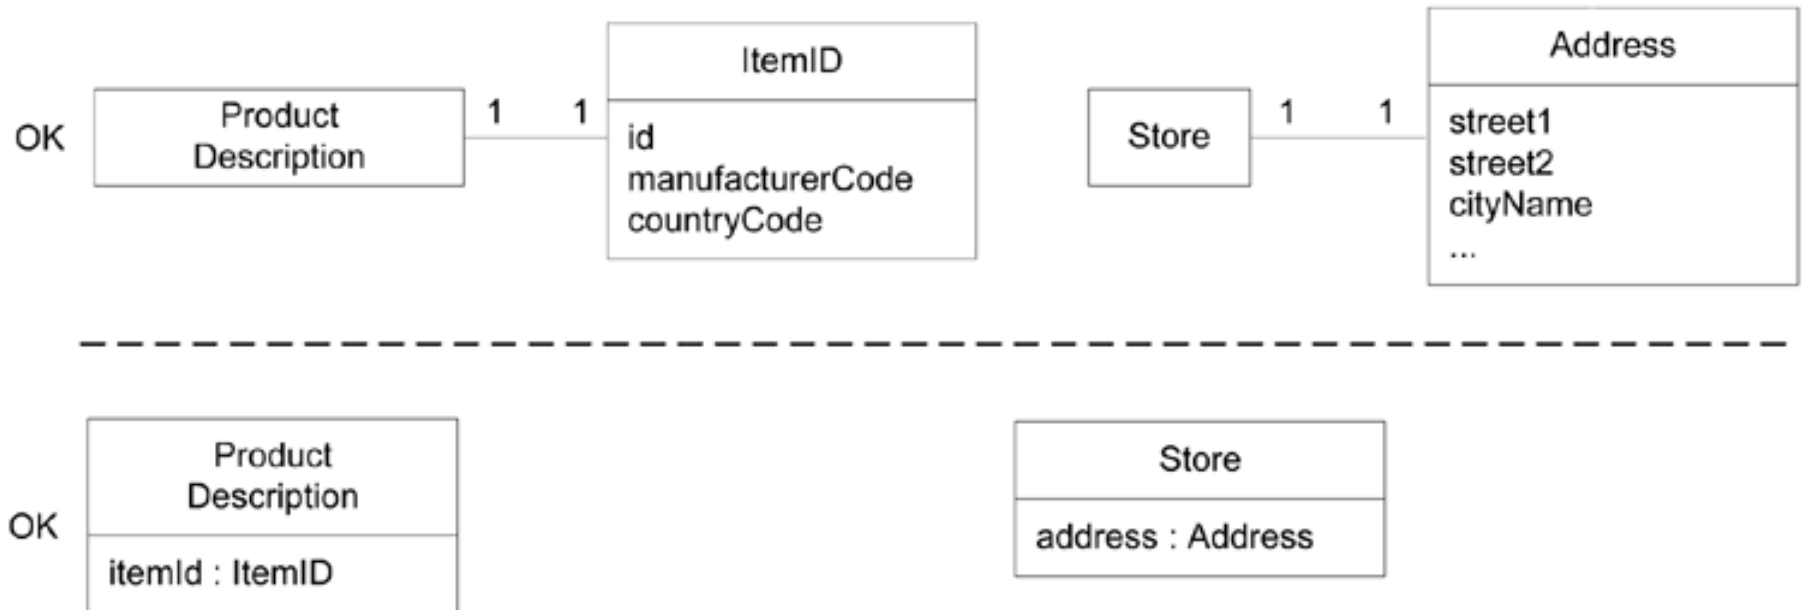 OK
Product
Description
1 1
ItemID
id
manufacturerCode
countryCode
Store
1 1
Address
street1
street2
cityName
...
OK
Product
Description
itemId : ItemID
Store
address : Address